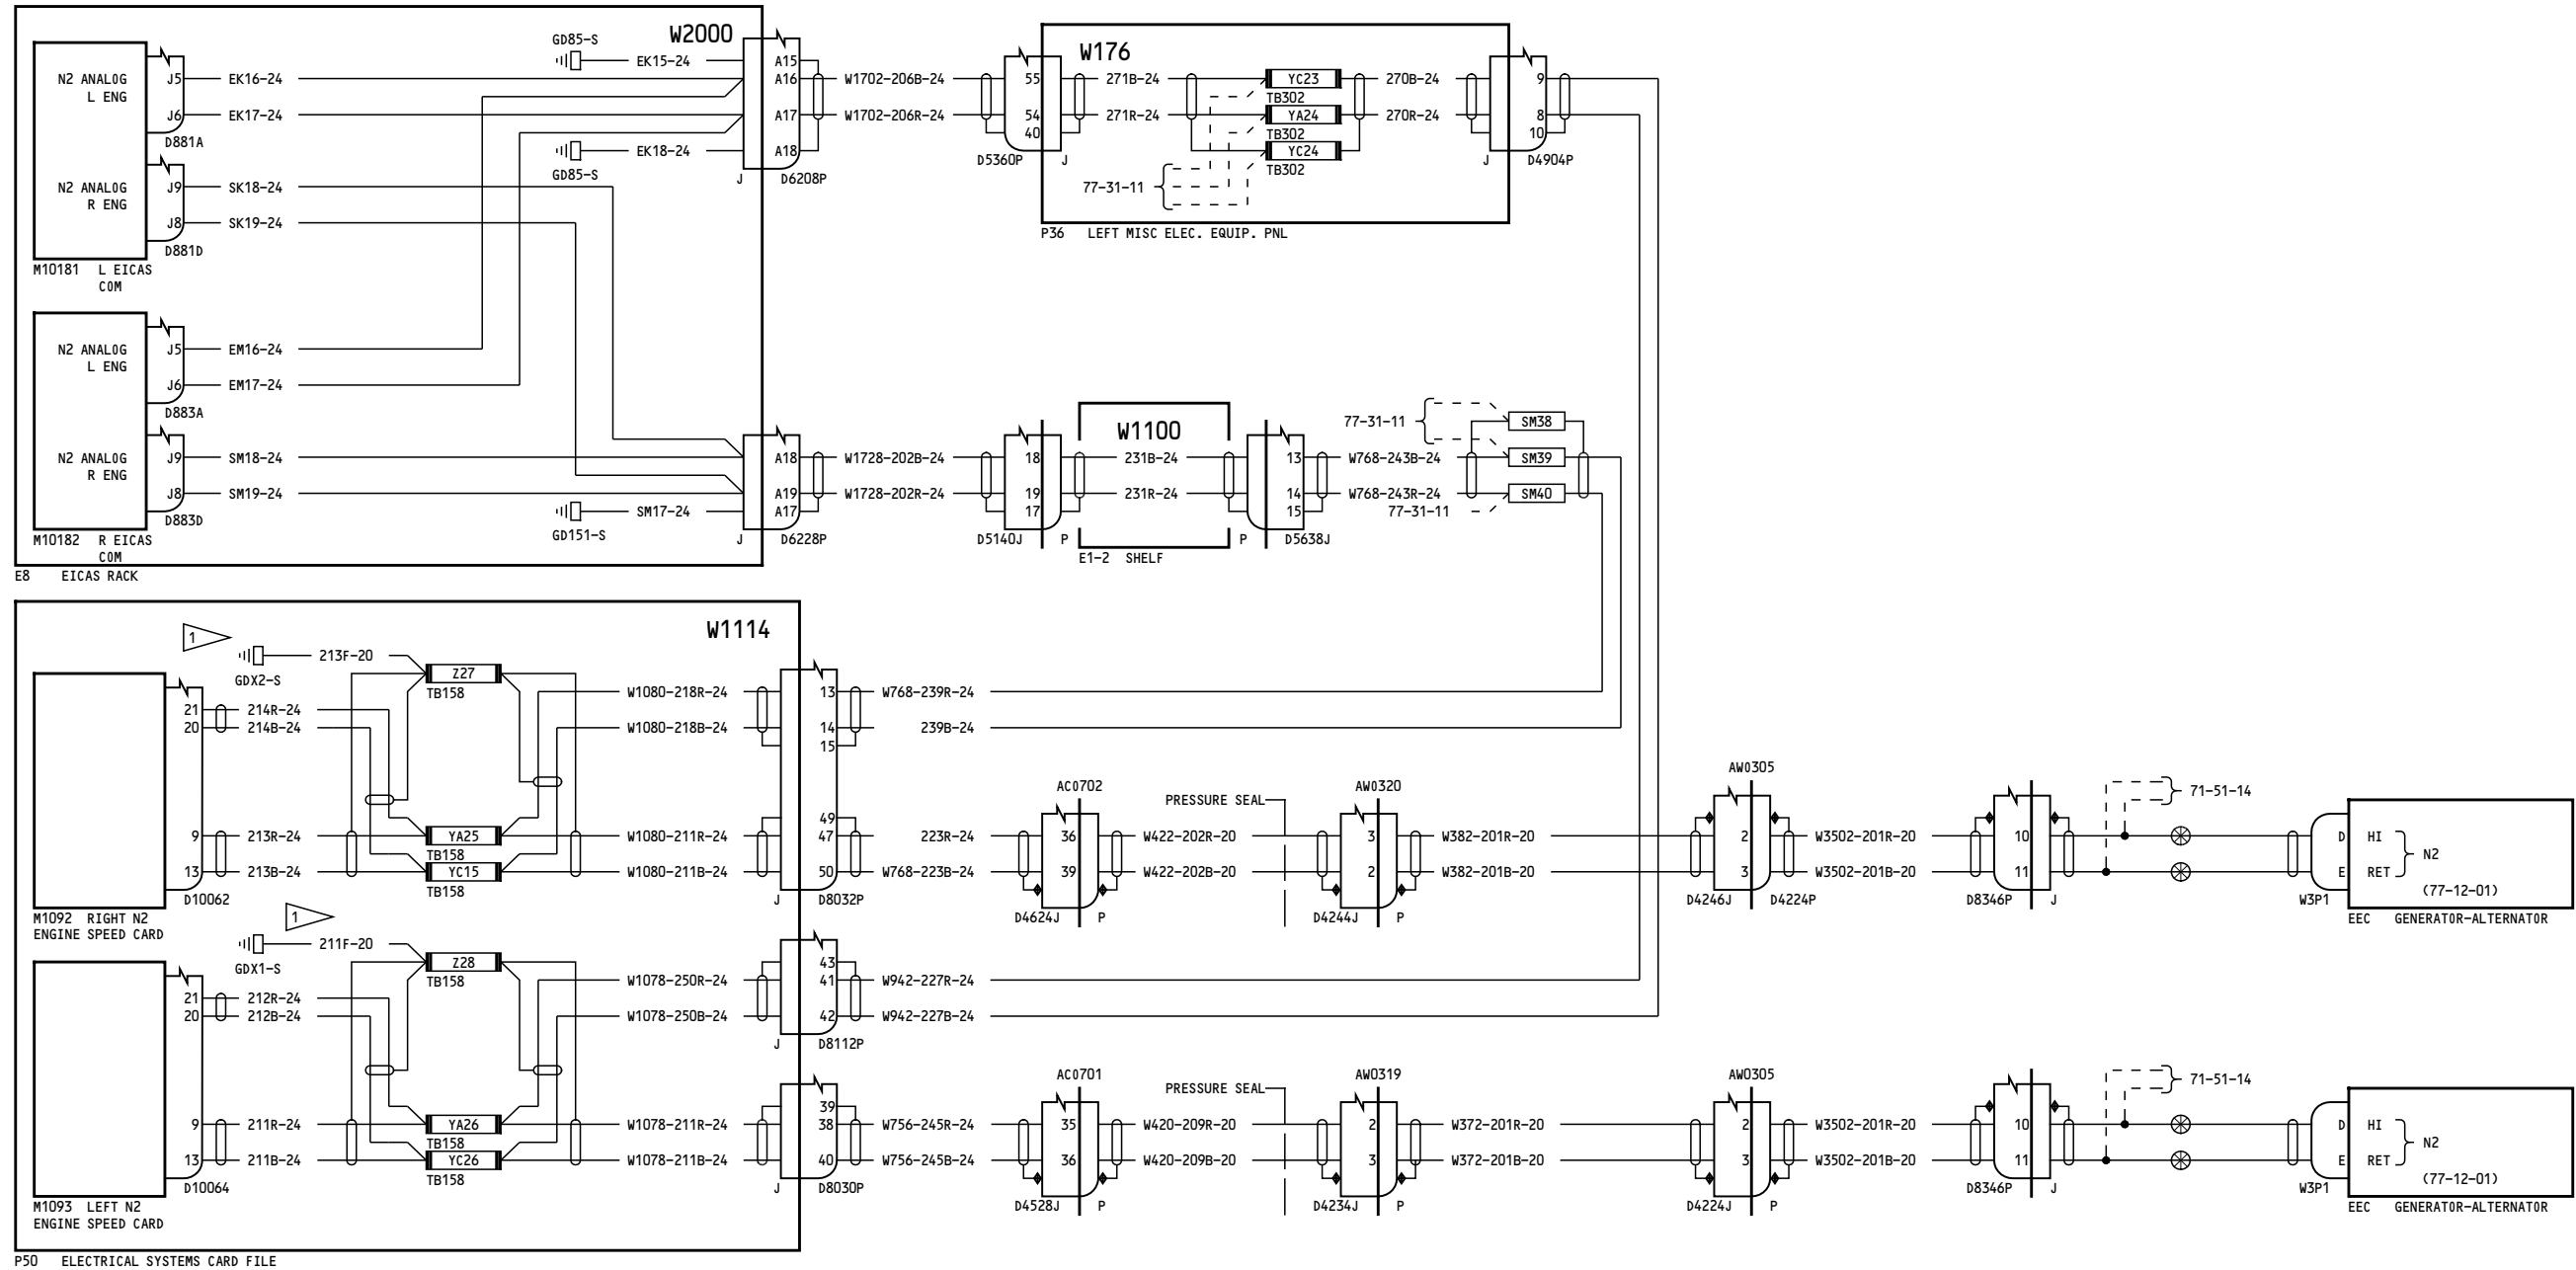 W2000
GD85-S
EK15-24
N2 ANALOG
L ENG
J5
EK16-24
J6
EK17-24
D881A
EK18-24
GD85-S
N2 ANALOG
R ENG
J9
SK18-24
J8
SK19-24
D881D
M10181 L EICAS
COM
A15
A16
A17
A18
J
D6208P
W1702-206B-24
W1702-206R-24
55
54
40
D5360P
J
W176
271B-24
271R-24
YC23
TB302
YA24
TB302
YC24
TB302
77-31-11
270B-24
270R-24
9
8
10
J
D4904P
P36 LEFT MISC ELEC. EQUIP. PNL
N2 ANALOG
L ENG
J5
EM16-24
J6
EM17-24
D883A
N2 ANALOG
R ENG
J9
SM18-24
J8
SM19-24
D883D
M10182 R EICAS
COM
SM17-24
GD151-S
E8 EICAS RACK
A18
A19
A17
J
D6228P
W1728-202B-24
W1728-202R-24
18
19
17
D5140J
P
W1100
231B-24
231R-24
E1-2 SHELF
13
14
15
P
D5638J
77-31-11
W768-243B-24
W768-243R-24
77-31-11
SM38
SM39
SM40
W1114
1
213F-20
GDX2-S
Z27
TB158
21
214R-24
20
214B-24
9
213R-24
13
213B-24
D10062
YA25
TB158
YC15
TB158
M1092 RIGHT N2
ENGINE SPEED CARD
W1080-218R-24
W1080-218B-24
W1080-211R-24
W1080-211B-24
13
14
15
49
47
50
J
D8032P
W768-239R-24
239B-24
223R-24
W768-223B-24
AC0702
36
39
D4624J
P
PRESSURE SEAL
W422-202R-20
W422-202B-20
AW0320
3
2
D4244J
P
W382-201R-20
W382-201B-20
AW0305
2
3
D4246J
D4224P
W3502-201R-20
W3502-201B-20
10
11
D8346P
J
71-51-14
D
E
W3P1
HI
RET
N2
(77-12-01)
EEC GENERATOR-ALTERNATOR
1
211F-20
GDX1-S
Z28
TB158
21
212R-24
20
212B-24
9
211R-24
13
211B-24
D10064
YA26
TB158
YC26
TB158
M1093 LEFT N2
ENGINE SPEED CARD
P50 ELECTRICAL SYSTEMS CARD FILE
W1078-250R-24
W1078-250B-24
43
41
42
J
D8112P
W942-227R-24
W942-227B-24
W1078-211R-24
W1078-211B-24
39
38
40
J
D8030P
W756-245R-24
W756-245B-24
AC0701
35
36
D4528J
P
PRESSURE SEAL
W420-209R-20
W420-209B-20
AW0319
2
3
D4234J
P
W372-201R-20
W372-201B-20
AW0305
2
3
D4224J
P
W3502-201R-20
W3502-201B-20
10
11
D8346P
J
71-51-14
D
E
W3P1
HI
RET
N2
(77-12-01)
EEC GENERATOR-ALTERNATOR